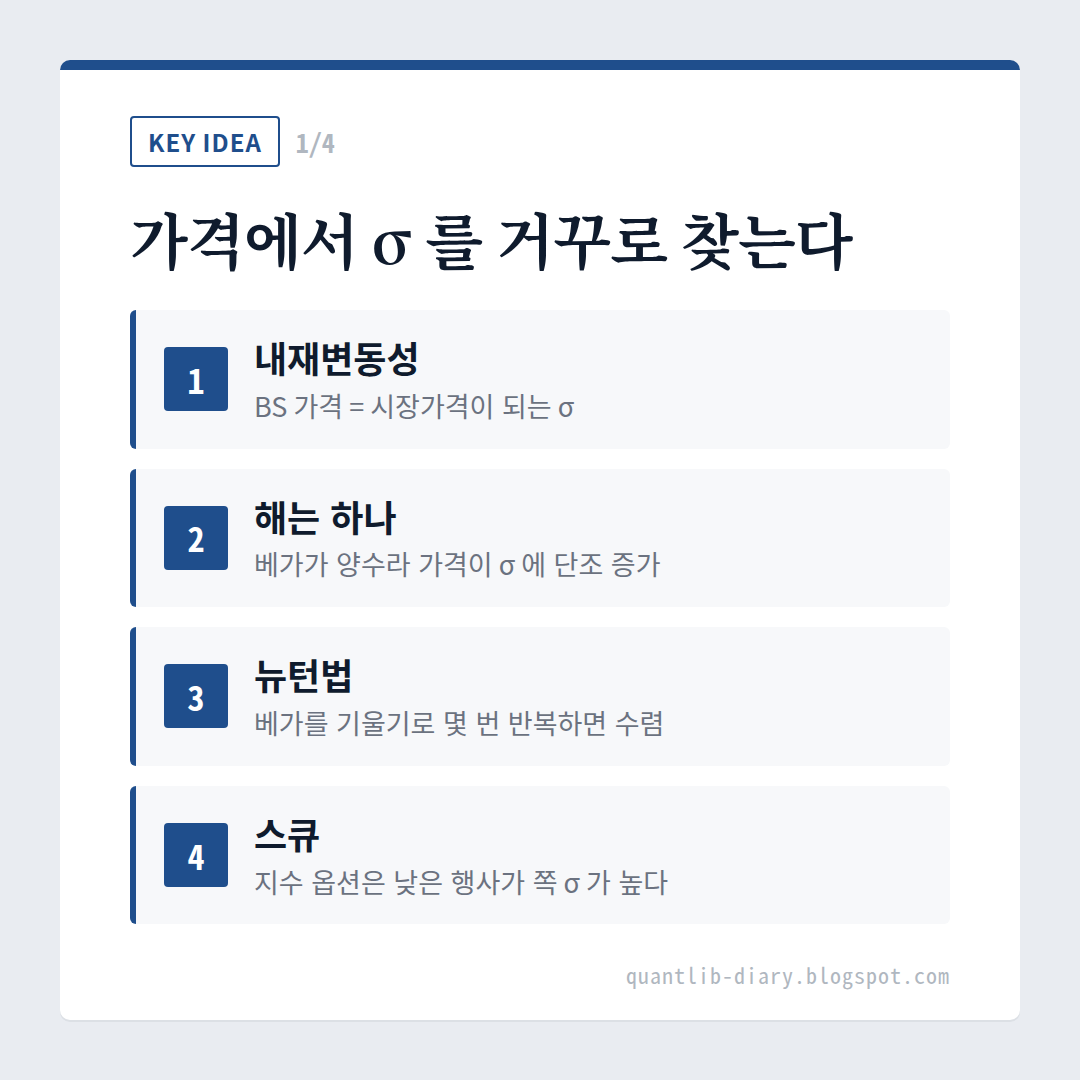 KEY IDEA 1/4
가격에서 σ 를 거꾸로 찾는다
1
내재변동성
BS 가격 = 시장가격이 되는 σ
2
해는 하나
베가가 양수라 가격이 σ 에 단조 증가
3
뉴턴법
베가를 기울기로 몇 번 반복하면 수렴
4
스큐
지수 옵션은 낮은 행사가 쪽 σ 가 높다
quantlib-diary.blogspot.com